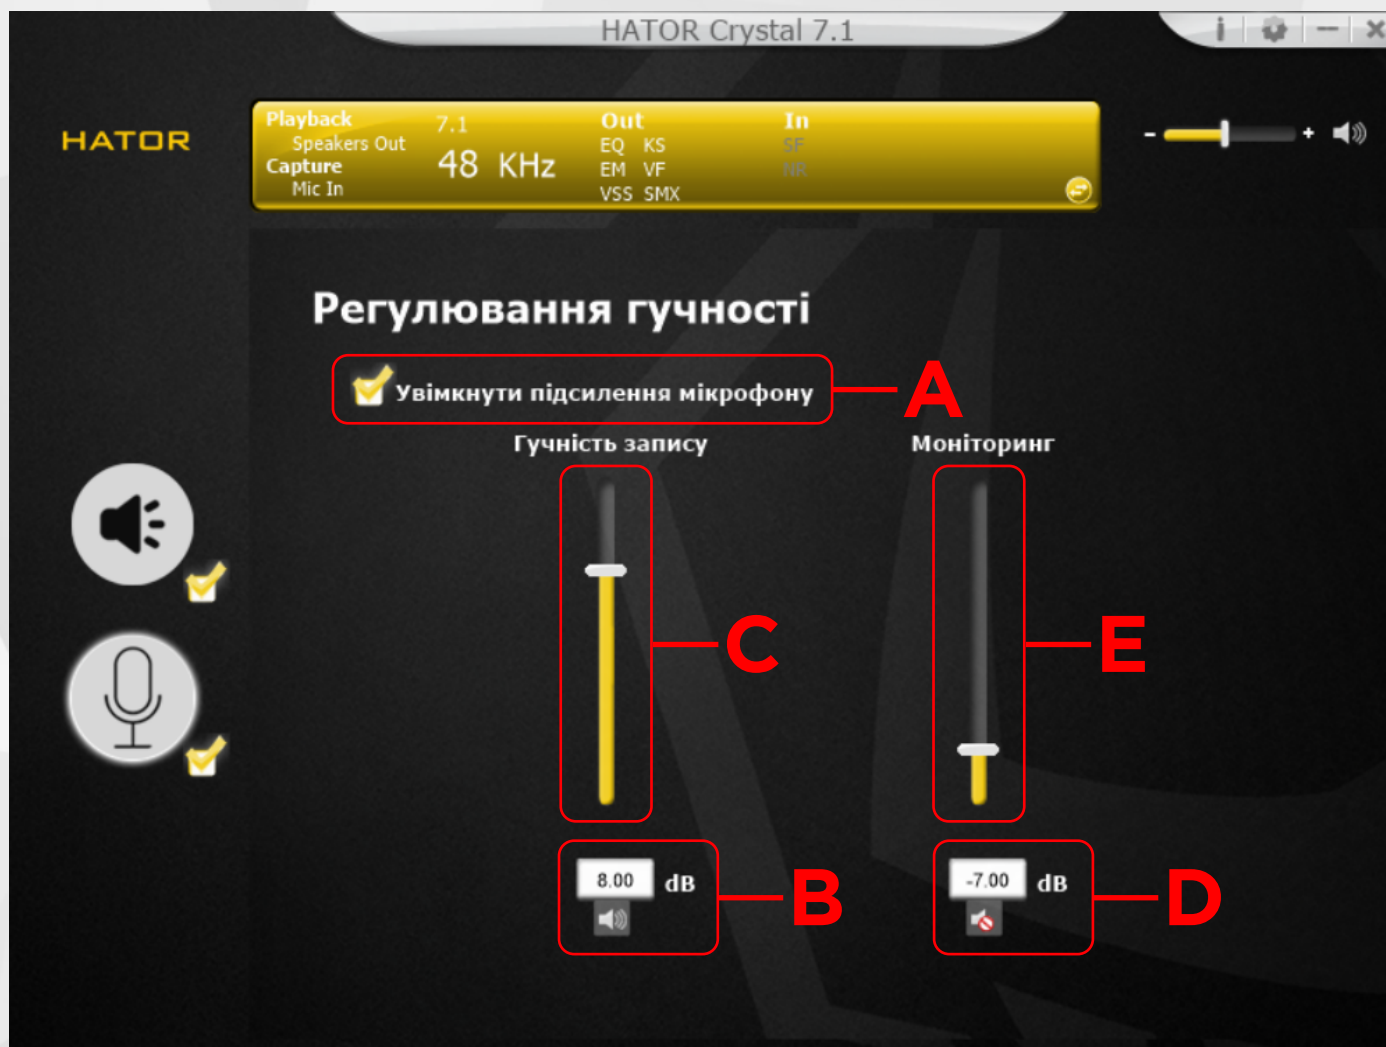 HATOR Crystal 7.1
i
HATOR
Playback 7.1 Out In
Speakers Out EQ KS SF
Capture 48 KHz EM VF NR
Mic In VSS SMX
- +
Регулювання гучності
Увімкнути підсилення мікрофону
A
Гучність запису Моніторинг
C E
8.00 dB B
-7.00 dB D